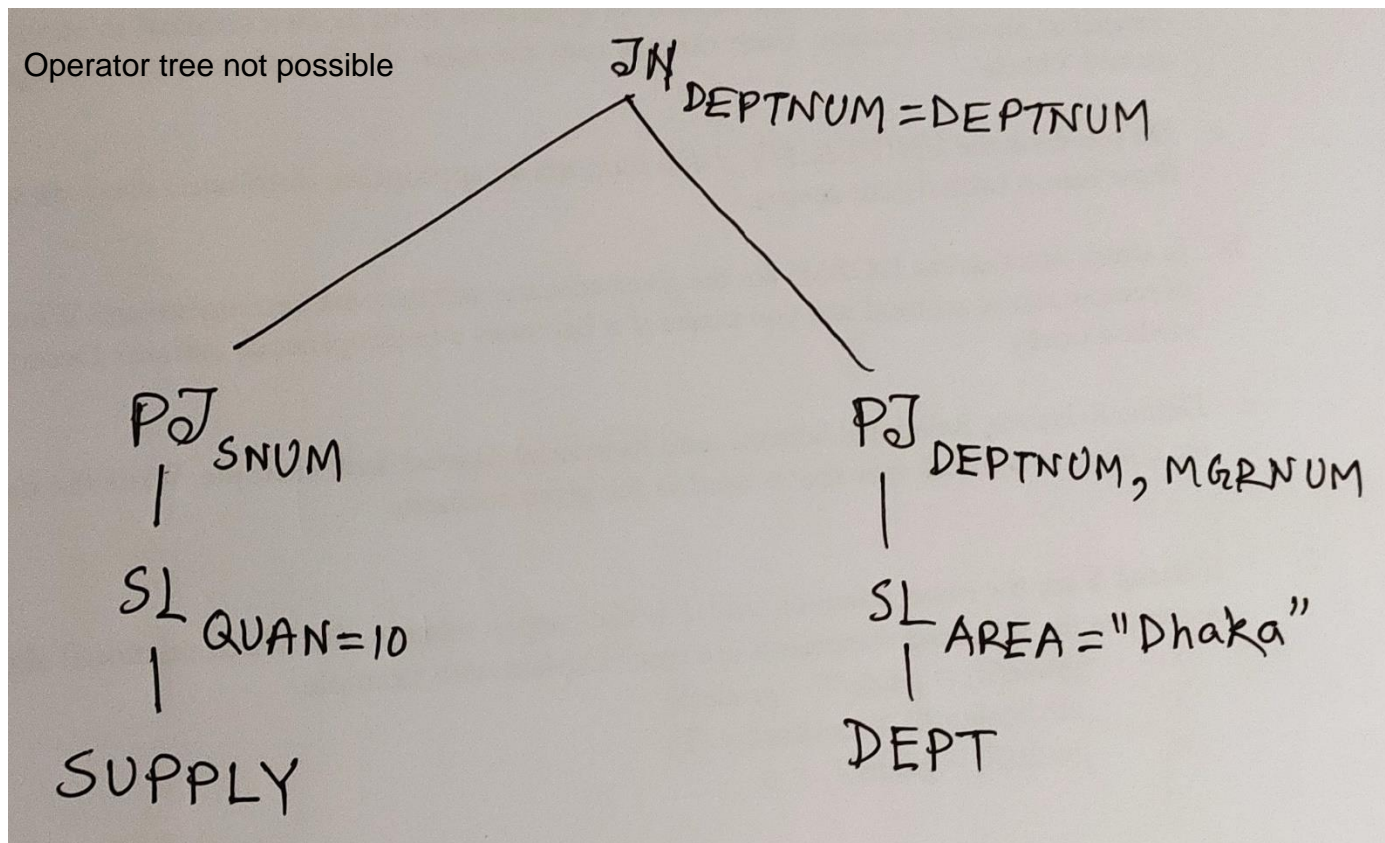 Operator tree not possible
JN DEPTNUM = DEPTNUM
PJ SNUM
PJ DEPTNUM, MGRNUM
SL QUAN=10
SL AREA = "Dhaka"
SUPPLY
DEPT